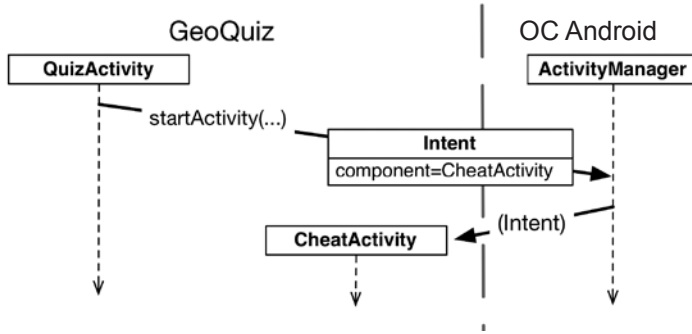 GeoQuiz
OC Android
QuizActivity
ActivityManager
startActivity(...)
Intent
component=CheatActivity
(Intent)
CheatActivity